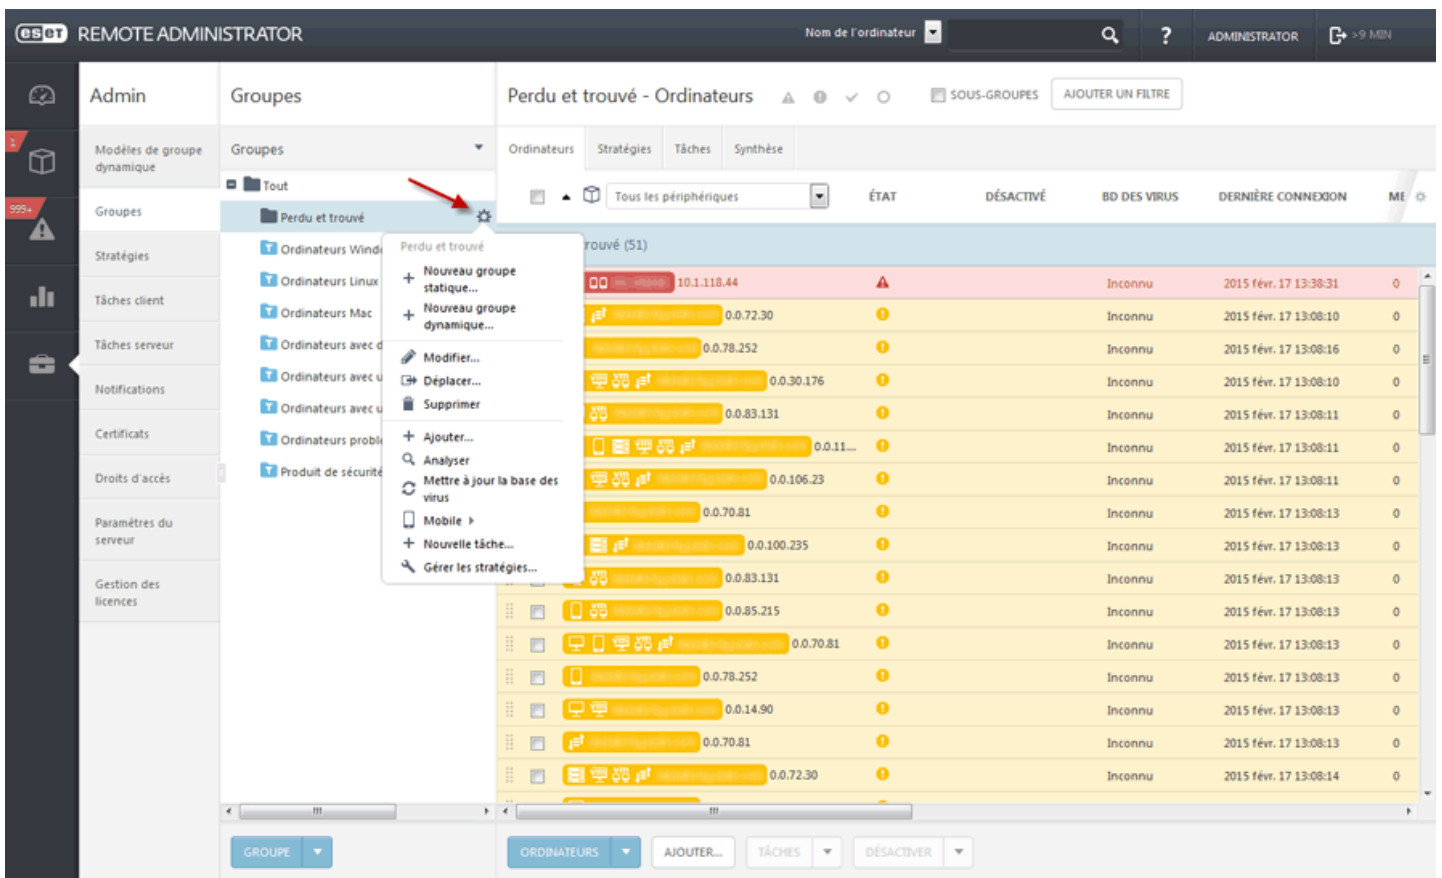 eseT REMOTE ADMINISTRATOR
Nom de l'ordinateur
?
ADMINISTRATOR
>9 MIN
Admin
Groupes
Perdu et trouvé - Ordinateurs
SOUS-GROUPES
AJOUTER UN FILTRE
1
999+
Modèles de groupe
dynamique
Groupes
Stratégies
Tâches client
Tâches serveur
Notifications
Certificats
Droits d'accès
Paramètres du
serveur
Gestion des
licences
Groupes
Tout
Perdu et trouvé
Ordinateurs Windo
Ordinateurs Linux
Ordinateurs Mac
Ordinateurs avec d
Ordinateurs avec u
Ordinateurs avec u
Ordinateurs problé
Produit de sécurité
Perdu et trouvé
Nouveau groupe
statique...
Nouveau groupe
dynamique...
Modifier...
Déplacer...
Supprimer
Ajouter...
Analyser
Mettre à jour la base des
virus
Mobile
Nouvelle tâche...
Gérer les stratégies...
Ordinateurs Stratégies Tâches Synthèse
Tous les périphériques ÉTAT DÉSACTIVÉ BD DES VIRUS DERNIÈRE CONNEXION ME
rouvé (51)
10.1.118.44 Inconnu 2015 févr. 17 13:38:31 0
0.0.72.30 Inconnu 2015 févr. 17 13:08:10 0
0.0.78.252 Inconnu 2015 févr. 17 13:08:16 0
0.0.30.176 Inconnu 2015 févr. 17 13:08:10 0
0.0.83.131 Inconnu 2015 févr. 17 13:08:11 0
0.0.11... Inconnu 2015 févr. 17 13:08:11 0
0.0.106.23 Inconnu 2015 févr. 17 13:08:11 0
0.0.70.81 Inconnu 2015 févr. 17 13:08:13 0
0.0.100.235 Inconnu 2015 févr. 17 13:08:13 0
0.0.83.131 Inconnu 2015 févr. 17 13:08:13 0
0.0.85.215 Inconnu 2015 févr. 17 13:08:13 0
0.0.70.81 Inconnu 2015 févr. 17 13:08:13 0
0.0.78.252 Inconnu 2015 févr. 17 13:08:13 0
0.0.14.90 Inconnu 2015 févr. 17 13:08:13 0
0.0.70.81 Inconnu 2015 févr. 17 13:08:13 0
0.0.72.30 Inconnu 2015 févr. 17 13:08:14 0
GROUPE
ORDINATEURS
AJOUTER...
TÂCHES
DÉSACTIVER